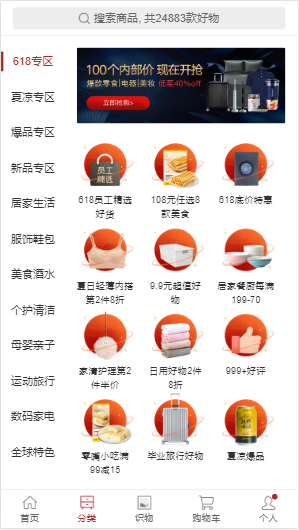 搜索商品, 共24883款好物
618专区
夏凉专区
爆品专区
新品专区
居家生活
服饰鞋包
美食酒水
个护清洁
母婴亲子
运动旅行
数码家电
全球特色
100个内部价 现在开抢
爆款零食|电器|美妆 低至40%off
立即抢购>
员工
精选
618员工精选
好货
108元任选8
款美食
618底价特惠
夏日轻薄内搭
第2件8折
9.9元超值好
物
居家餐厨每满
199-70
家清护理第2
件半价
日用好物2件
8折
999+好评
零嘴小吃满
99减15
毕业旅行好物
夏凉爆品
首页
分类
识物
购物车
个人